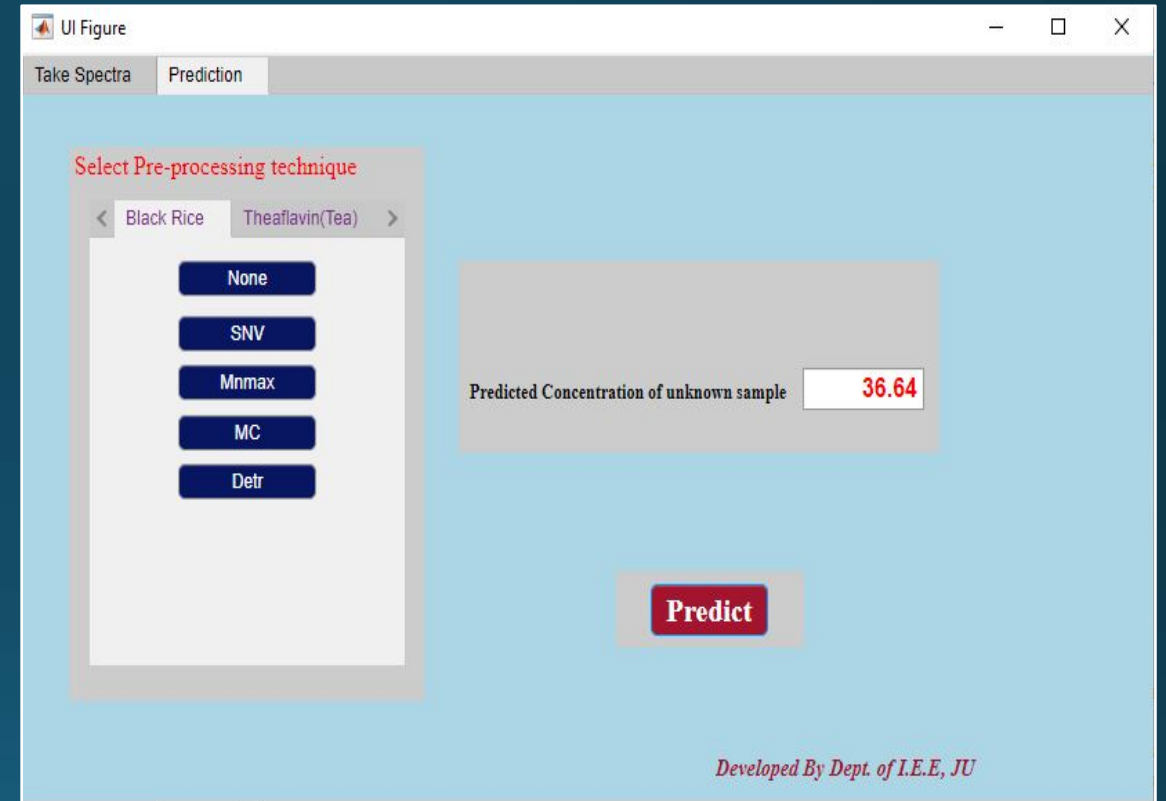 UI Figure
Take Spectra Prediction
Select Pre-processing technique
Black Rice Theaflavin(Tea)
None
SNV
Mnmax
MC
Detr
Predicted Concentration of unknown sample 36.64
Predict
Developed By Dept. of I.E.E, JU